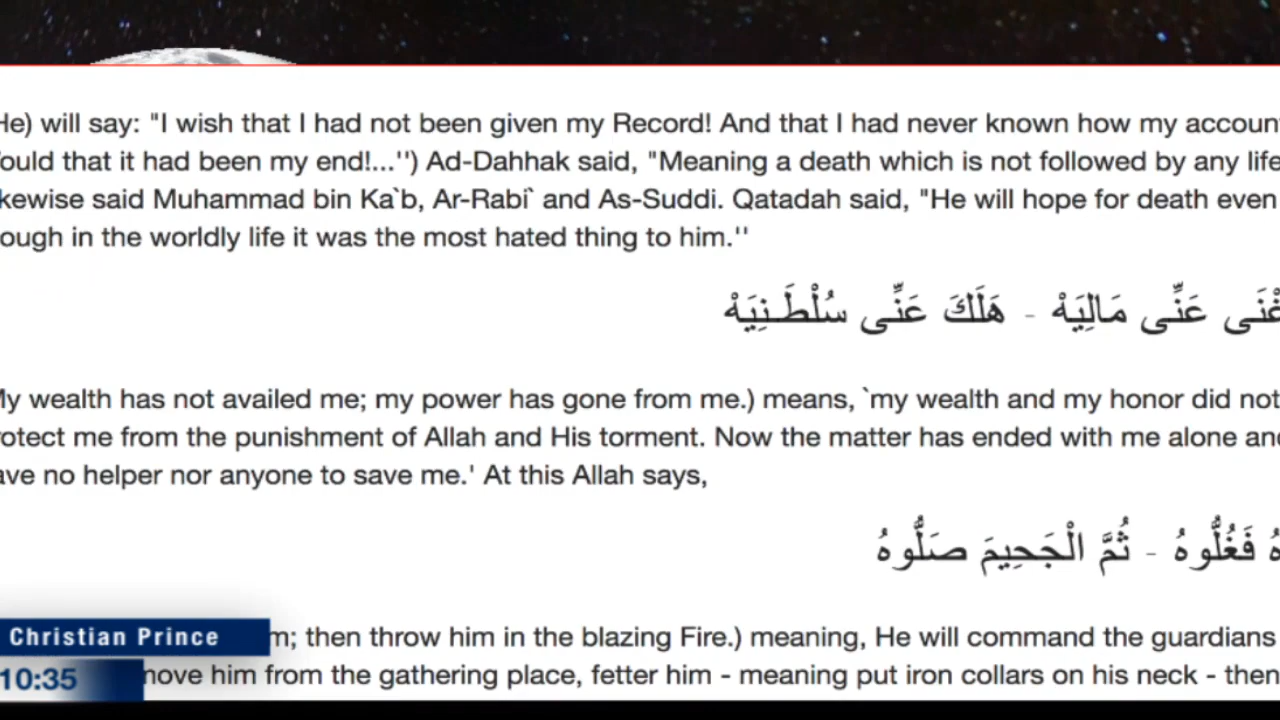 He) will say: "I wish that I had not been given my Record! And that I had never known how my accoun
ould that it had been my end!...'') Ad-Dahhak said, "Meaning a death which is not followed by any life
kewise said Muhammad bin Ka`b, Ar-Rabi` and As-Suddi. Qatadah said, "He will hope for death even
ough in the worldly life it was the most hated thing to him.''
غْنَى عَنِّى مَالِيَهْ - هَلَكَ عَنِّى سُلْطَـنِيَهْ
My wealth has not availed me; my power has gone from me.) means, `my wealth and my honor did not
rotect me from the punishment of Allah and His torment. Now the matter has ended with me alone and
ave no helper nor anyone to save me.' At this Allah says,
هُ فَغُلُّوهُ - ثُمَّ الْجَحِيمَ صَلُّوهُ
m; then throw him in the blazing Fire.) meaning, He will command the guardians
move him from the gathering place, fetter him - meaning put iron collars on his neck - then
Christian Prince
10:35